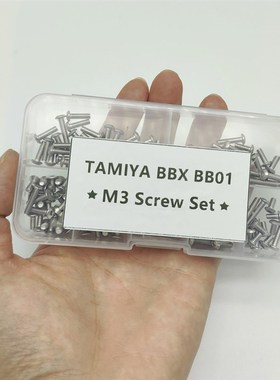 TAMIYA BBX BB01
★ M3 Screw Set ★